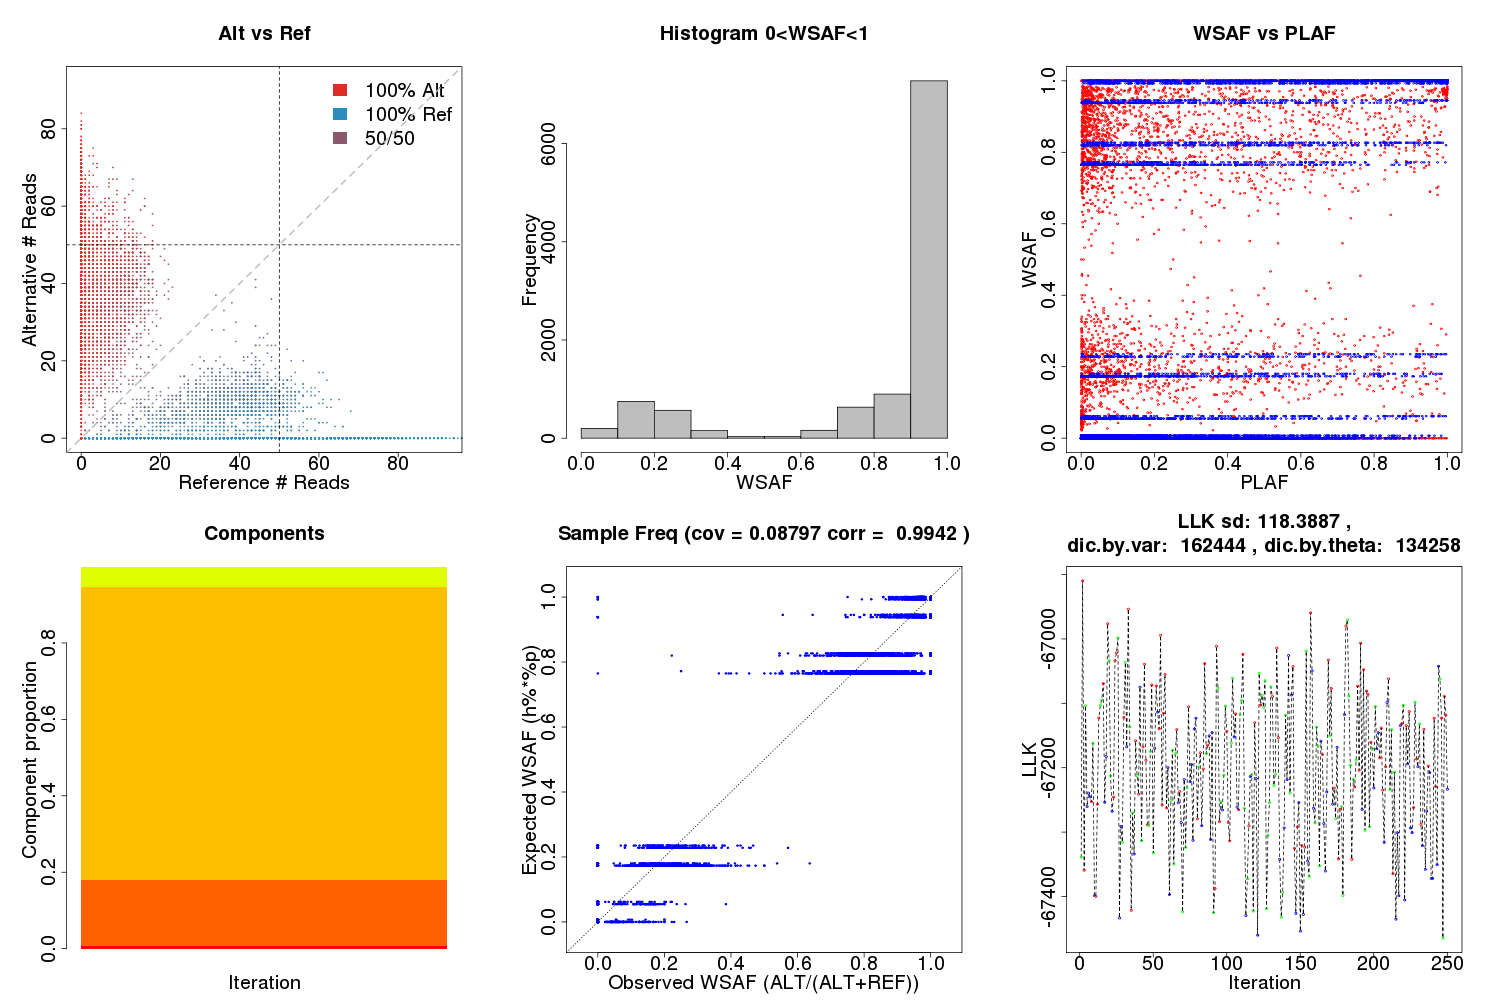 Alt vs Ref
100% Alt
100% Ref
50/50
Alternative # Reads
0 20 40 60 80
0 20 40 60 80
Reference # Reads
Histogram 0<WSAF<1
Frequency
0 2000 4000 6000
0.0 0.2 0.4 0.6 0.8 1.0
WSAF
WSAF vs PLAF
WSAF
0.0 0.2 0.4 0.6 0.8 1.0
0.0 0.2 0.4 0.6 0.8 1.0
PLAF
Components
Component proportion
0.0 0.2 0.4 0.6 0.8
Iteration
Sample Freq (cov = 0.08797 corr = 0.9942 )
Expected WSAF (h%*%p)
0.0 0.2 0.4 0.6 0.8 1.0
0.0 0.2 0.4 0.6 0.8 1.0
Observed WSAF (ALT/(ALT+REF))
LLK sd: 118.3887 ,
dic.by.var: 162444 , dic.by.theta: 134258
LLK
-67400 -67200 -67000
0 50 100 150 200 250
Iteration